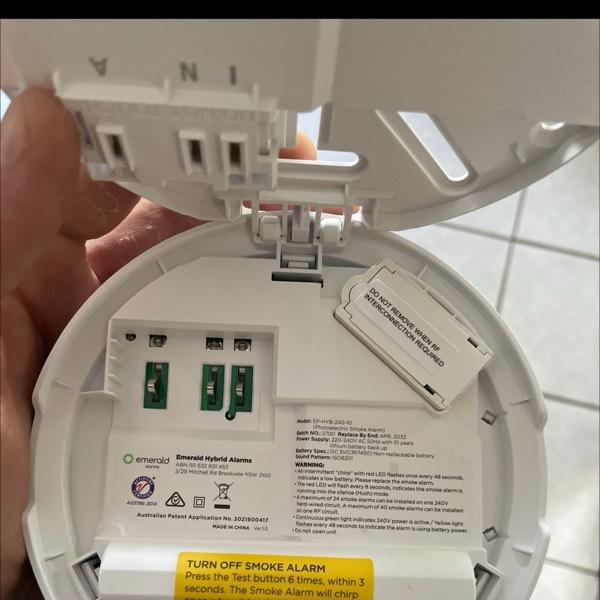 A N I
DO NOT REMOVE WHEN RF
INTERCONNECTION REQUIRED
Model: EP-HYB-240-10
(Photoelectric Smoke Alarm)
Batch NO.: 2700 Replace By End: APR. 2033
Power Supply: 220-240V AC 50Hz with 10 years
lithium battery back up
Battery Spec.: DC 3V(CR17450) Non-replaceable battery
Sound Pattern: ISO8201
WARNING:
• An intermittent "chirp" with red LED flashes once every 48 seconds,
indicates a low battery. Please replace the smoke alarm.
• The red LED will flash every 8 seconds, indicates the smoke alarm is
running into the silence (Hush) mode.
• A maximum of 24 smoke alarms can be installed on one 240V
hard-wired circuit. A maximum of 40 smoke alarms can be installed
on one RF circuit.
• Continuous green light indicates 240V power is active / Yellow light
flashes every 48 seconds to indicate the alarm is using battery power.
• Do not open unit.
emerald
alarms
Emerald Hybrid Alarms
ABN 50 632 601 453
2/29 Mitchell Rd Brookvale NSW 2100
AS3786: 2014
Australian Patent Application No. 2021900417
MADE IN CHINA Ver1.0
TURN OFF SMOKE ALARM
Press the Test button 6 times, within 3
seconds. The Smoke Alarm will chirp